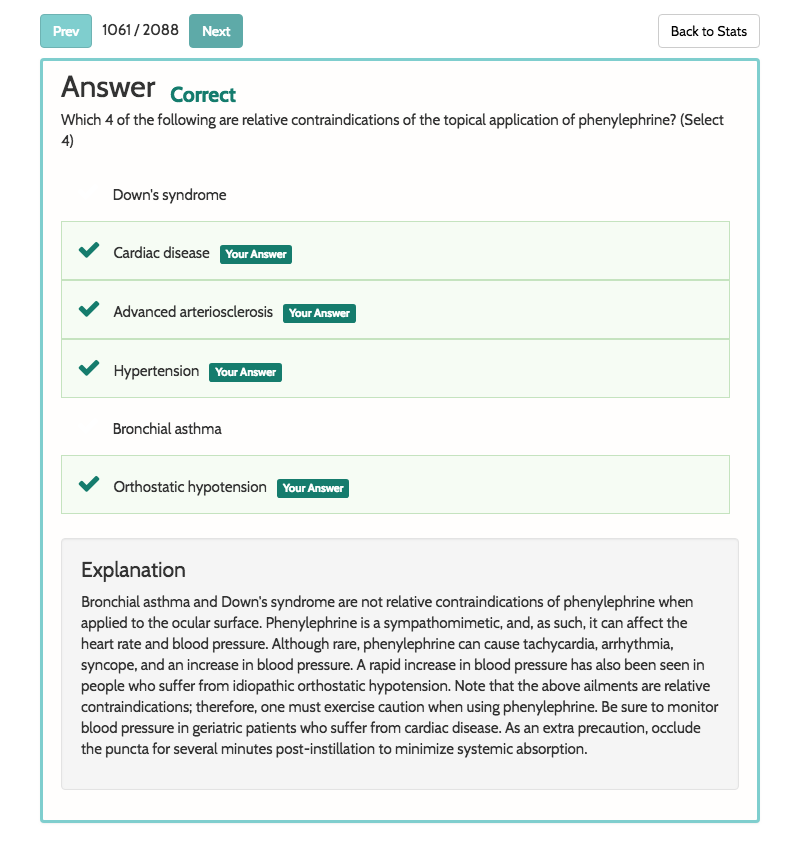 Prev 1061 / 2088 Next Back to Stats
Answer Correct
Which 4 of the following are relative contraindications of the topical application of phenylephrine? (Select
4)
Down's syndrome
Cardiac disease Your Answer
Advanced arteriosclerosis Your Answer
Hypertension Your Answer
Bronchial asthma
Orthostatic hypotension Your Answer
Explanation
Bronchial asthma and Down's syndrome are not relative contraindications of phenylephrine when
applied to the ocular surface. Phenylephrine is a sympathomimetic, and, as such, it can affect the
heart rate and blood pressure. Although rare, phenylephrine can cause tachycardia, arrhythmia,
syncope, and an increase in blood pressure. A rapid increase in blood pressure has also been seen in
people who suffer from idiopathic orthostatic hypotension. Note that the above ailments are relative
contraindications; therefore, one must exercise caution when using phenylephrine. Be sure to monitor
blood pressure in geriatric patients who suffer from cardiac disease. As an extra precaution, occlude
the puncta for several minutes post-instillation to minimize systemic absorption.